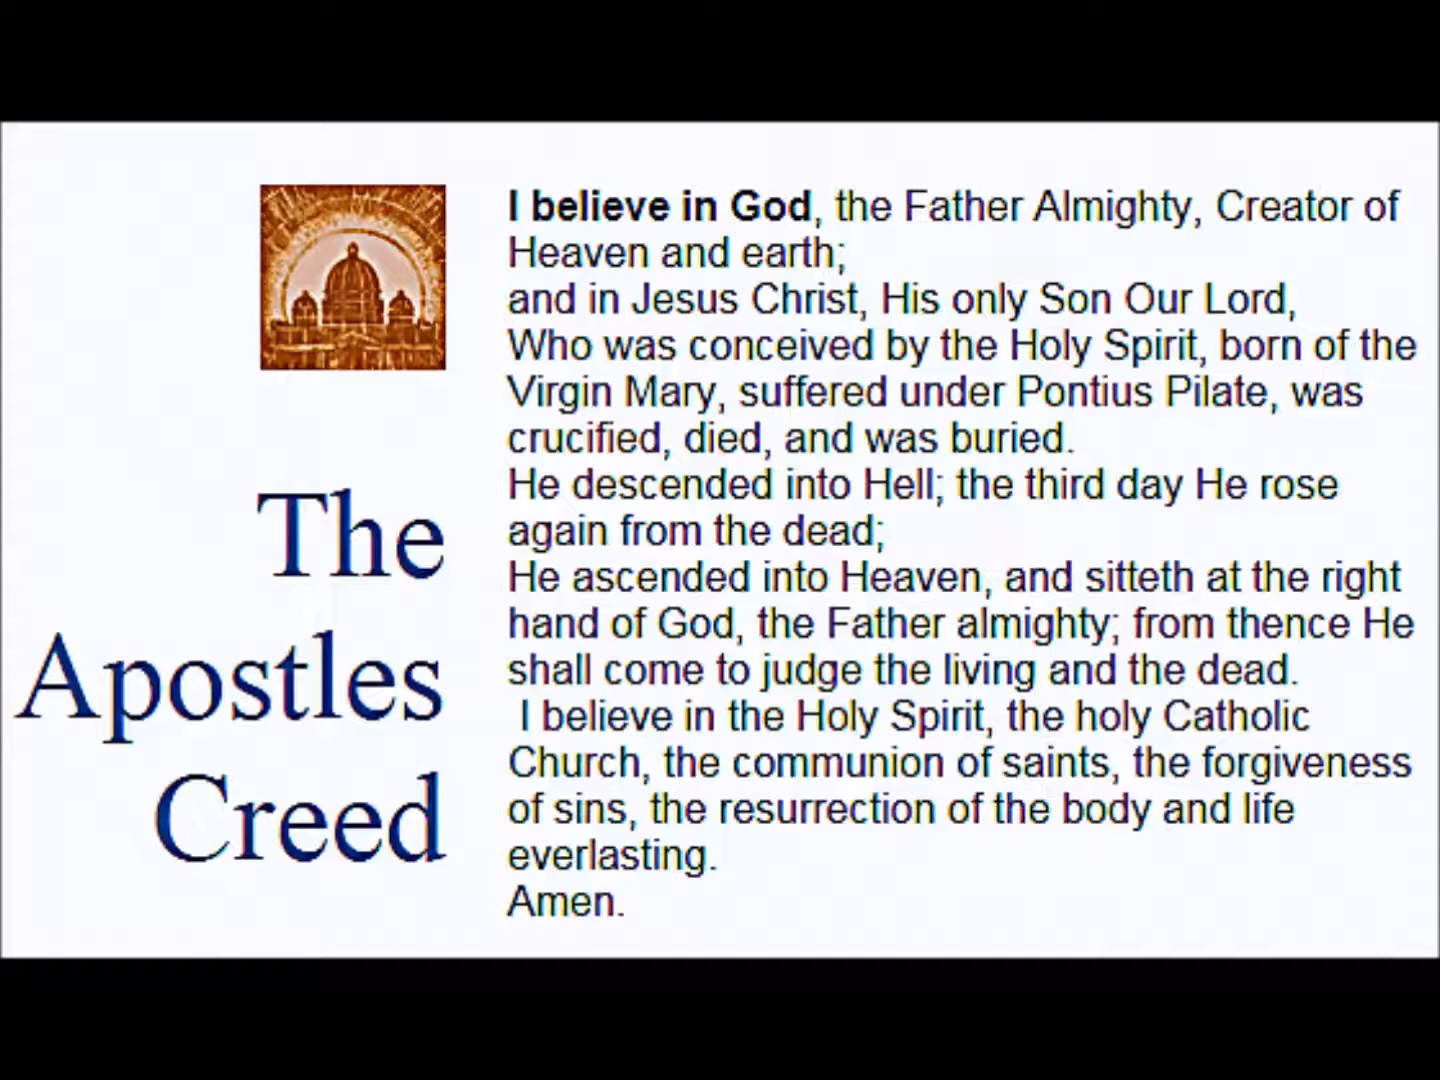 The
Apostles
Creed
I believe in God, the Father Almighty, Creator of
Heaven and earth;
and in Jesus Christ, His only Son Our Lord,
Who was conceived by the Holy Spirit, born of the
Virgin Mary, suffered under Pontius Pilate, was
crucified, died, and was buried.
He descended into Hell; the third day He rose
again from the dead;
He ascended into Heaven, and sitteth at the right
hand of God, the Father almighty; from thence He
shall come to judge the living and the dead.
I believe in the Holy Spirit, the holy Catholic
Church, the communion of saints, the forgiveness
of sins, the resurrection of the body and life
everlasting.
Amen.